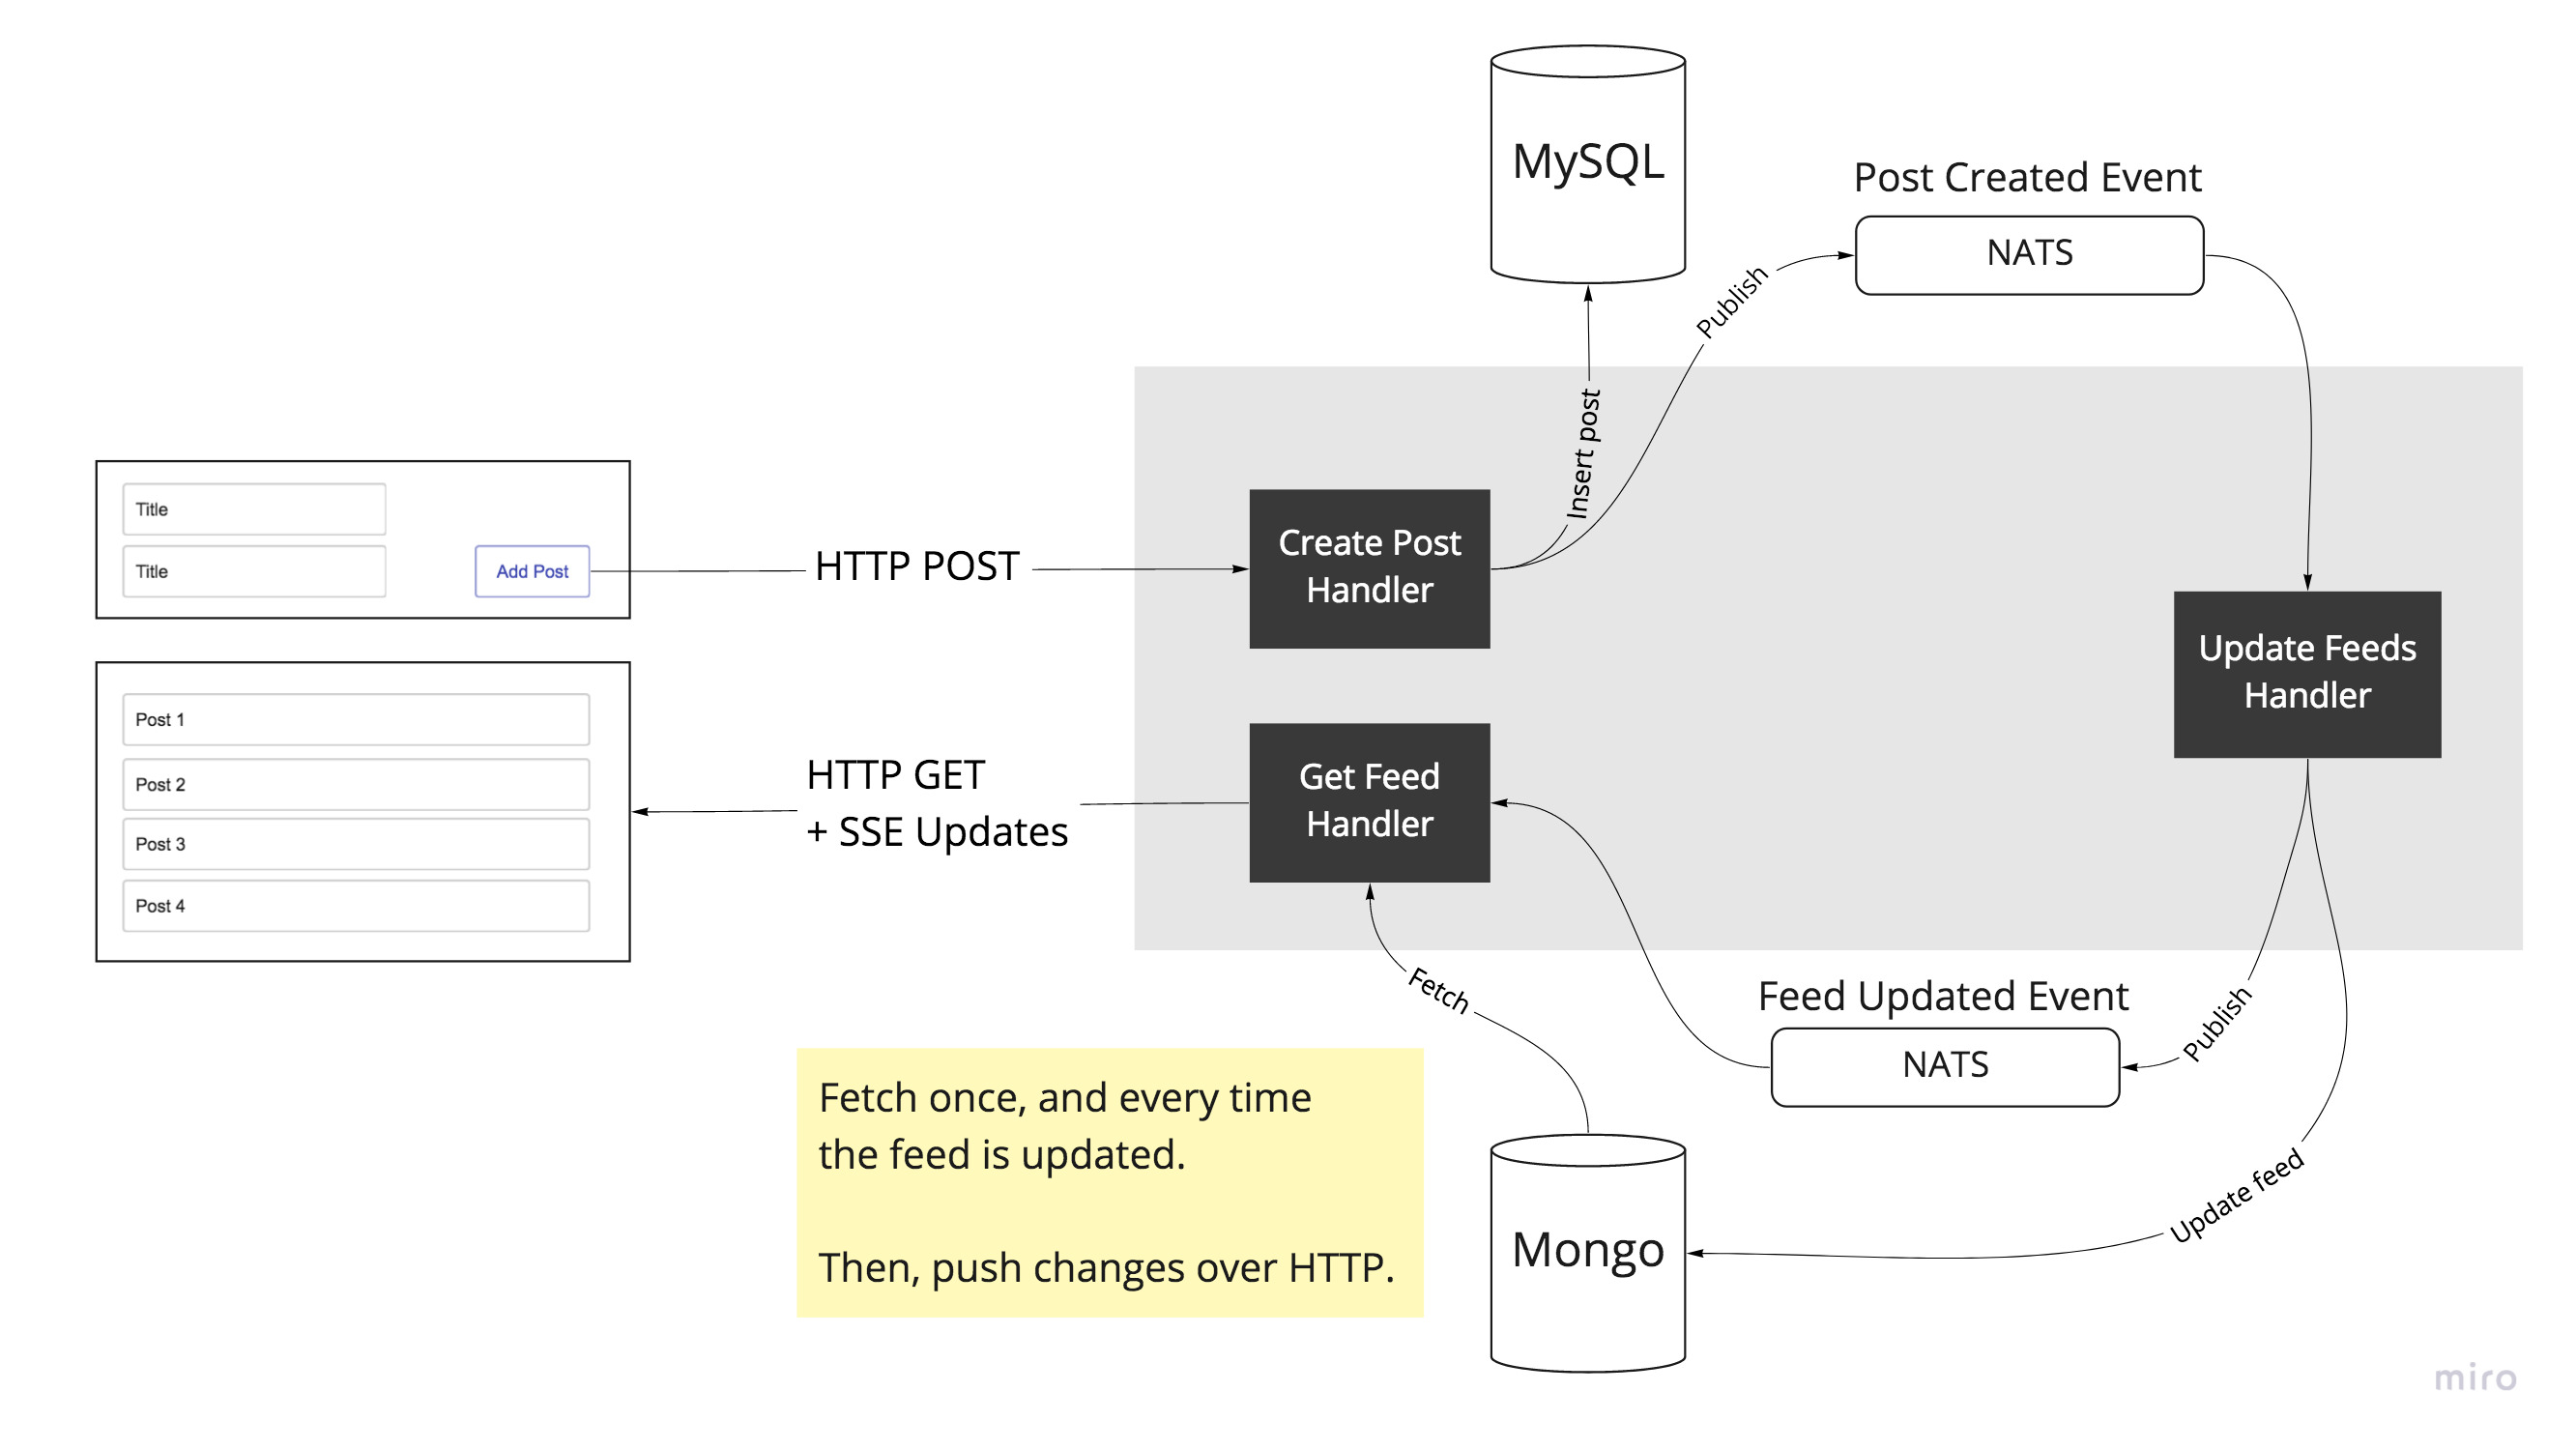 MySQL
Post Created Event
NATS
Publish
Insert post
Title
Title
Add Post
HTTP POST
Create Post
Handler
Update Feeds
Handler
Post 1
Post 2
Post 3
Post 4
HTTP GET
+ SSE Updates
Get Feed
Handler
Fetch
Feed Updated Event
NATS
Publish
Update feed
Fetch once, and every time
the feed is updated.
Then, push changes over HTTP.
Mongo
miro